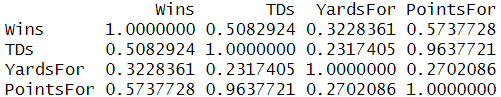 Wins TDs YardsFor PointsFor
Wins 1.0000000 0.5082924 0.3228361 0.5737728
TDs 0.5082924 1.0000000 0.2317405 0.9637721
YardsFor 0.3228361 0.2317405 1.0000000 0.2702086
PointsFor 0.5737728 0.9637721 0.2702086 1.0000000